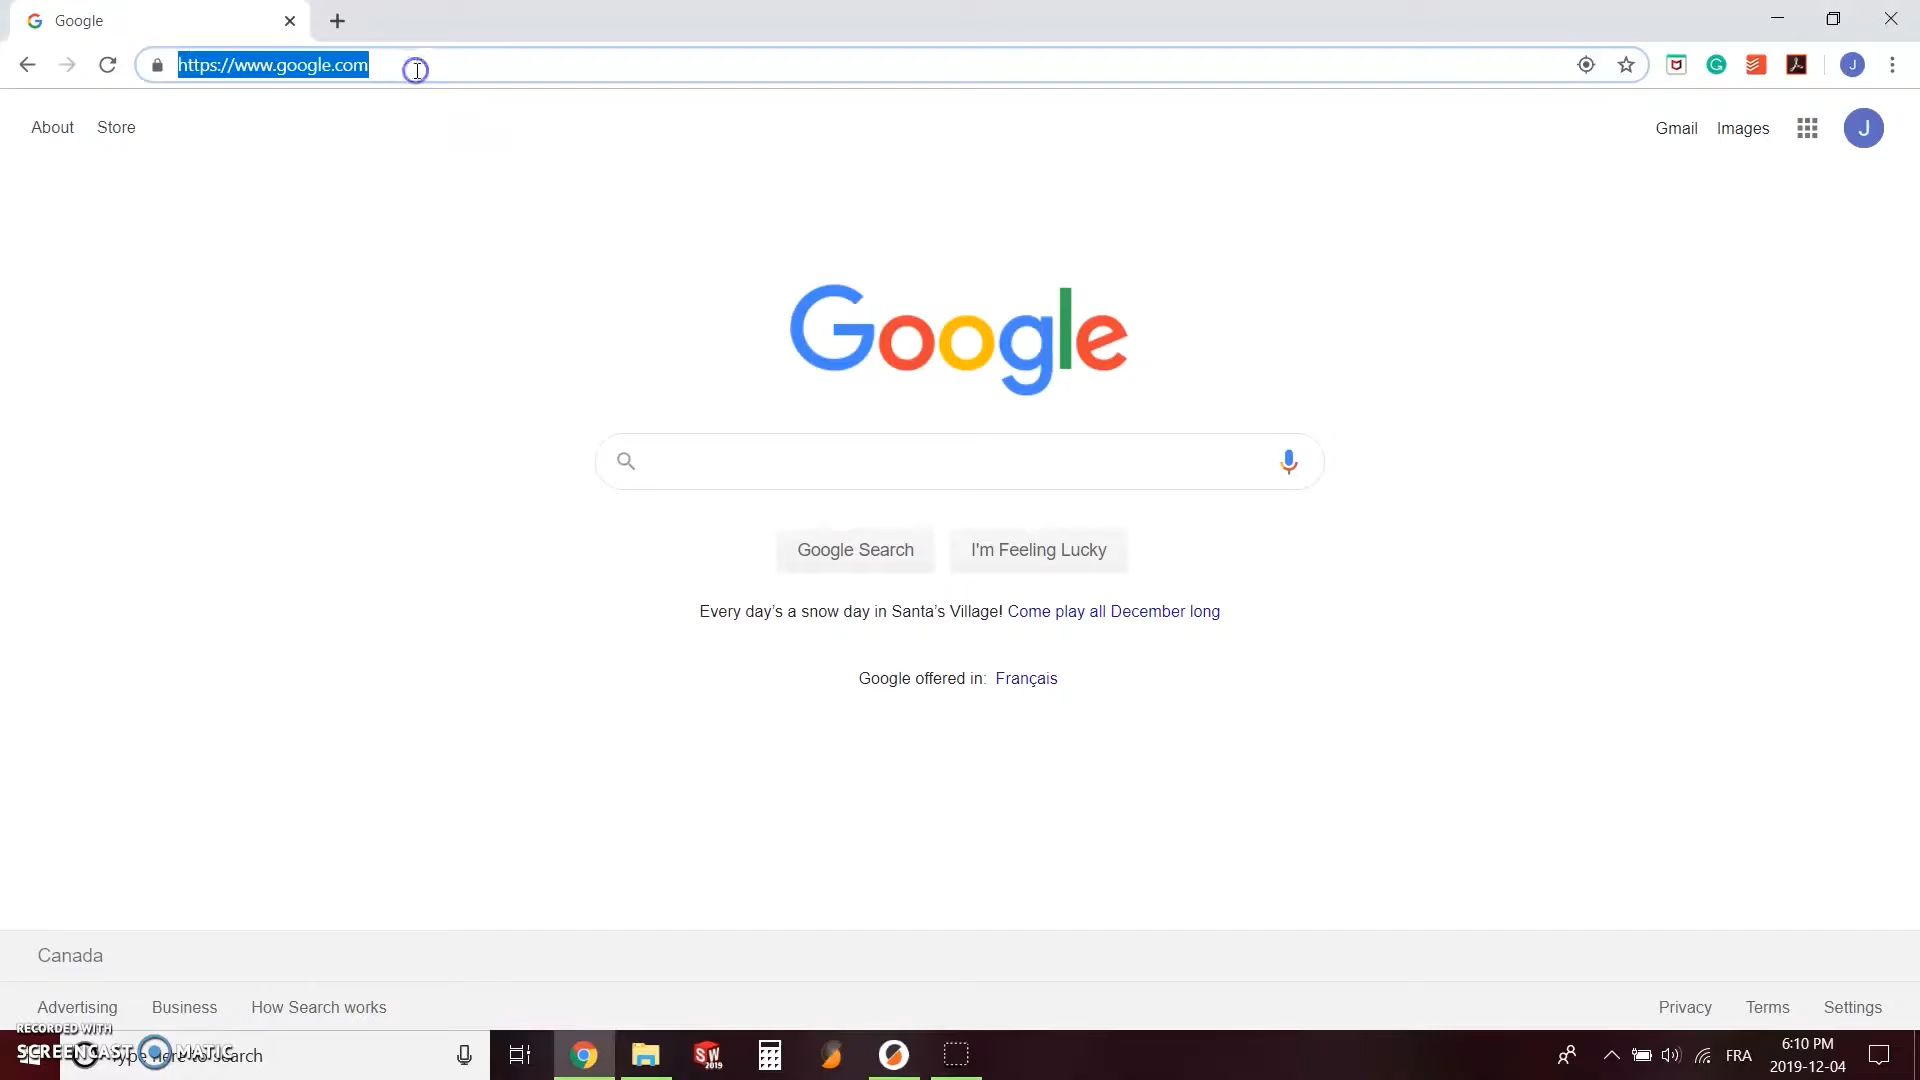 Google
https://www.google.com
J
About Store
Gmail Images
J
Google
Google Search I'm Feeling Lucky
Every day's a snow day in Santa's Village! Come play all December long
Google offered in: Français
Canada
Advertising Business How Search works
Privacy Terms Settings
RECORDED WITH
SCREENCAST MATIC
Type here to search
SW
2019
FRA
6:10 PM
2019-12-04